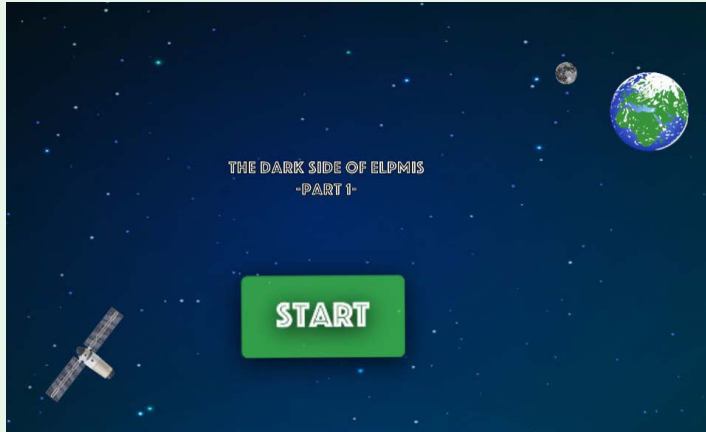 THE DARK SIDE OF ELPMIS
-PART 1-
START